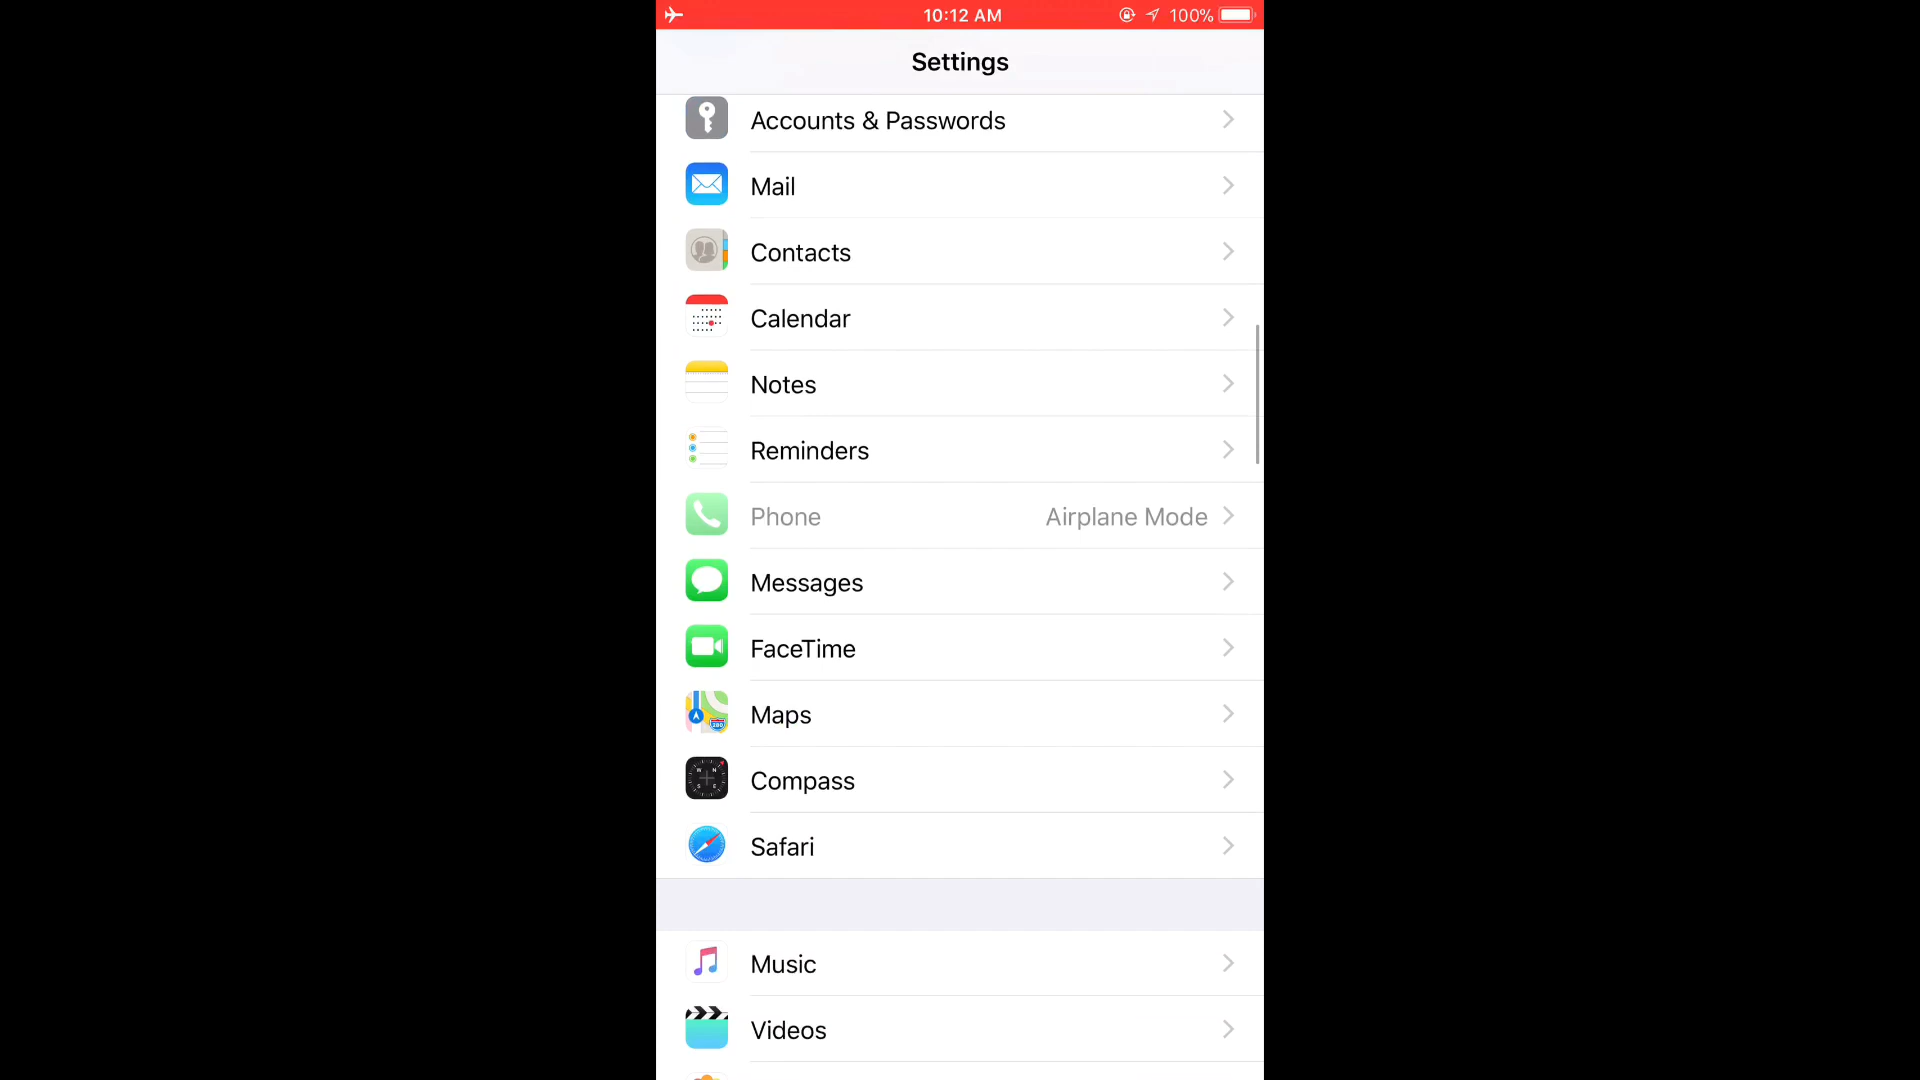 10:12 AM
100%
Settings
Accounts & Passwords
Mail
Contacts
Calendar
Notes
Reminders
Phone Airplane Mode
Messages
FaceTime
Maps
Compass
Safari
Music
Videos